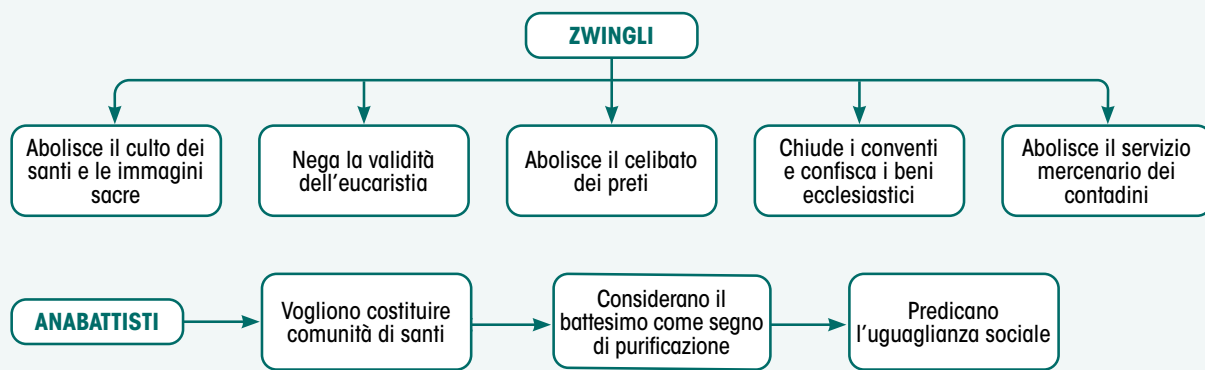 ZWINGLI
Abolisce il culto dei
santi e le immagini
sacre
Nega la validità
dell'eucaristia
Abolisce il celibato
dei preti
Chiude i conventi
e confisca i beni
ecclesiastici
Abolisce il servizio
mercenario dei
contadini
ANABATTISTI
Vogliono costituire
comunità di santi
Considerano il
battesimo come segno
di purificazione
Predicano
l'uguaglianza sociale